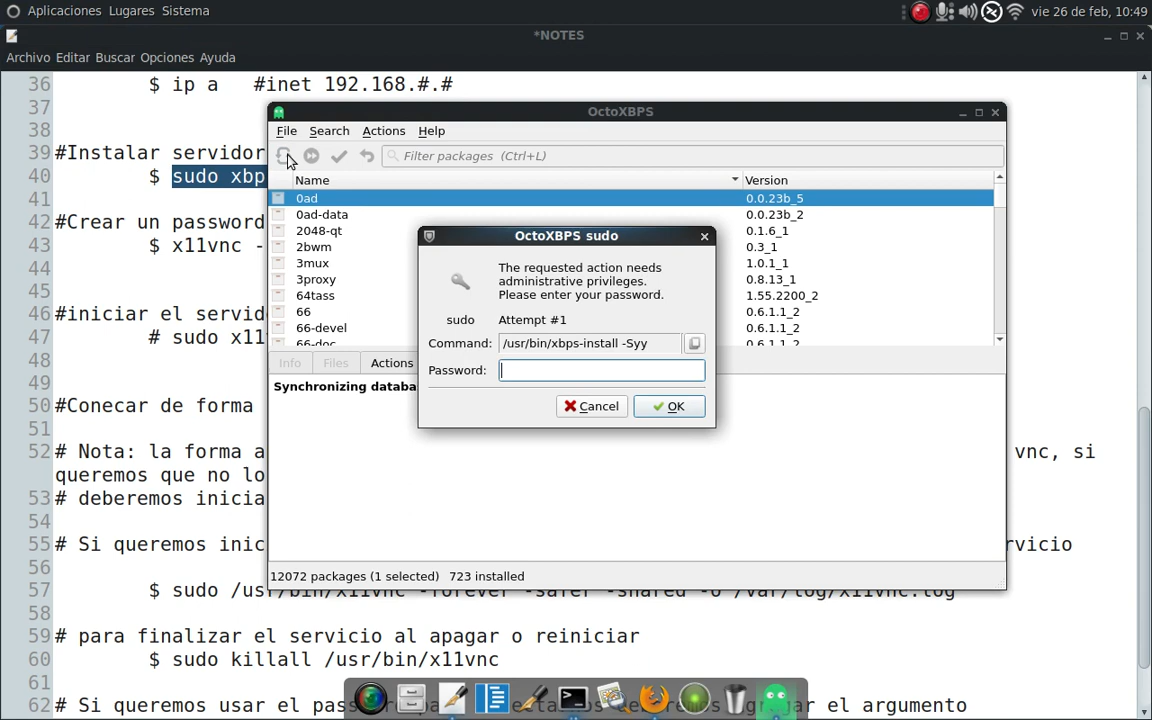 Aplicaciones Lugares Sistema
vie 26 de feb, 10:49
*NOTES
Archivo Editar Buscar Opciones Ayuda
36 $ ip a #inet 192.168.#.#
37
38
39 #Instalar servidor
40 $ sudo xbp
41
42 #Crear un password
43 $ x11vnc -
44
45
46 #iniciar el servid
47 # sudo x11
48
49
50 #Conecar de forma
51
52 # Nota: la forma a vnc, si
queremos que no lo
53 # deberemos inicia
54
55 # Si queremos inic rvicio
56
57 $ sudo /usr/bin/x11vnc -forever -safer -shared -o /var/log/x11vnc.log
58
59 # para finalizar el servicio al apagar o reiniciar
60 $ sudo killall /usr/bin/x11vnc
61
62 # Si queremos usar el el argumento
OctoXBPS
File Search Actions Help
Filter packages (Ctrl+L)
Name Version
0ad 0.0.23b_5
0ad-data 0.0.23b_2
2048-qt 0.1.6_1
2bwm 0.3_1
3mux 1.0.1_1
3proxy 0.8.13_1
64tass 1.55.2200_2
66 0.6.1.1_2
66-devel 0.6.1.1_2
66-doc 0.6.1.1_2
Info Files Actions
Synchronizing databa
12072 packages (1 selected) 723 installed
OctoXBPS sudo
The requested action needs
administrative privileges.
Please enter your password.
sudo Attempt #1
Command: /usr/bin/xbps-install -Syy
Password:
Cancel OK